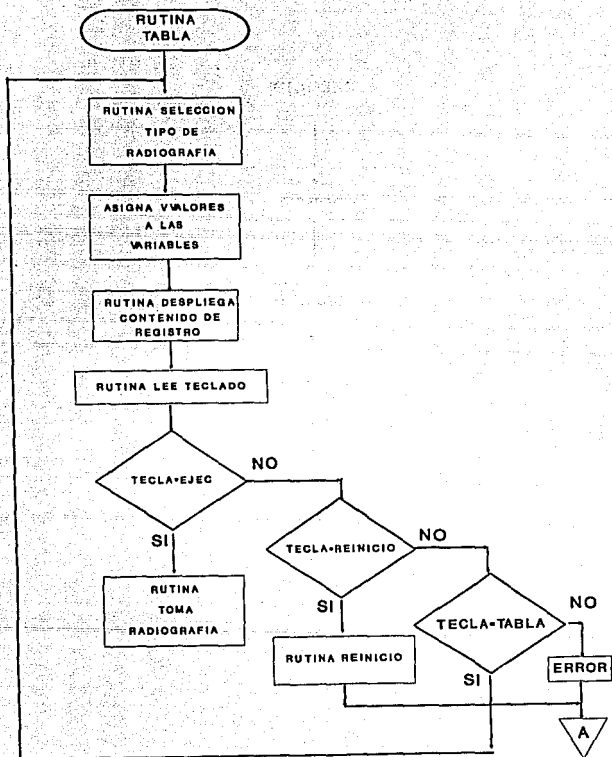 RUTINA
TABLA
RUTINA SELECCION
TIPO DE
RADIOGRAFIA
ASIGNA VVALORES
A LAS
VARIABLES
RUTINA DESPLIEGA
CONTENIDO DE
REGISTRO
RUTINA LEE TECLADO
TECLA=EJEC
NO
SI
RUTINA
TOMA
RADIOGRAFIA
TECLA=REINICIO
NO
SI
RUTINA REINICIO
TECLA=TABLA
NO
SI
ERROR
A